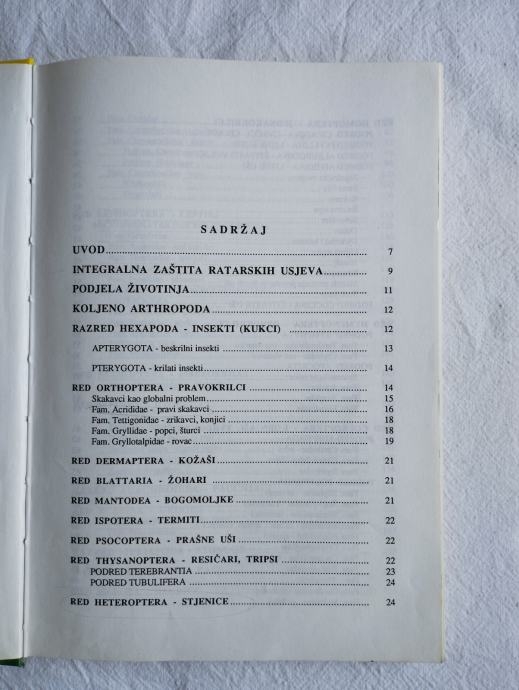 SADRŽAJ
UVOD.......... 7
INTEGRALNA ZAŠTITA RATARSKIH USJEVA.......... 9
PODJELA ŽIVOTINJA.......... 11
KOLJENO ARTHROPODA.......... 12
RAZRED HEXAPODA - INSEKTI (KUKCI) .......... 12
APTERYGOTA - beskrilni insekti .......... 13
PTERYGOTA - krilati insekti.......... 14
RED ORTHOPTERA - PRAVOKRILCI .......... 14
Skakavci kao globalni problem.......... 15
Fam. Acrididae - pravi skakavci .......... 16
Fam. Tettigonidae - zrikavci, konjici .......... 18
Fam. Gryllidae - popci, šturci .......... 18
Fam. Gryllotalpidae - rovac.......... 19
RED DERMAPTERA - KOŽAŠI.......... 21
RED BLATTARIA - ŽOHARI .......... 21
RED MANTODEA - BOGOMOLJKE .......... 21
RED ISPOTERA - TERMITI.......... 22
RED PSOCOPTERA - PRAŠNE UŠI .......... 22
RED THYSANOPTERA - RESIČARI, TRIPSI .......... 22
PODRED TEREBRANTIA .......... 23
PODRED TUBULIFERA .......... 24
RED HETEROPTERA - STJENICE.......... 24